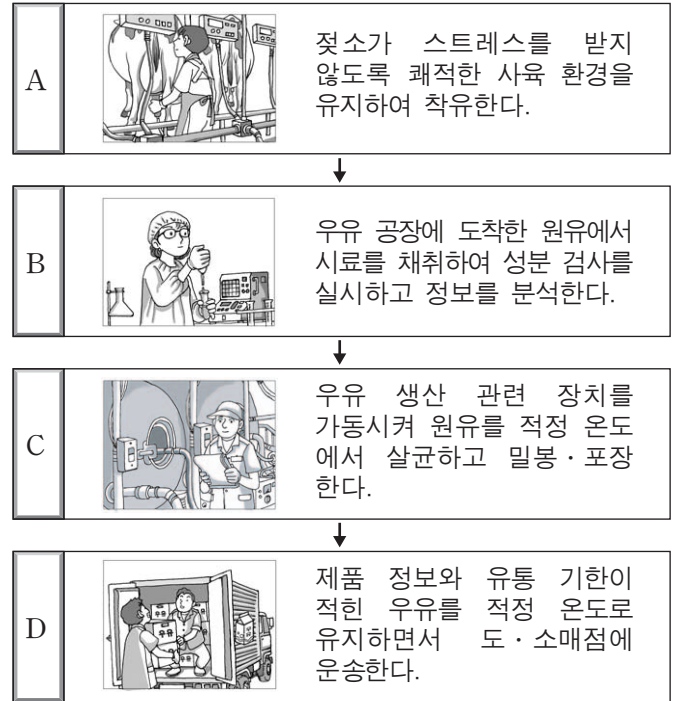 A
젖소가 스트레스를 받지
않도록 쾌적한 사육 환경을
유지하여 착유한다.
B
우유 공장에 도착한 원유에서
시료를 채취하여 성분 검사를
실시하고 정보를 분석한다.
C
우유 생산 관련 장치를
가동시켜 원유를 적정 온도
에서 살균하고 밀봉・포장
한다.
D
우유
우유
제품 정보와 유통 기한이
적힌 우유를 적정 온도로
유지하면서 도・소매점에
운송한다.